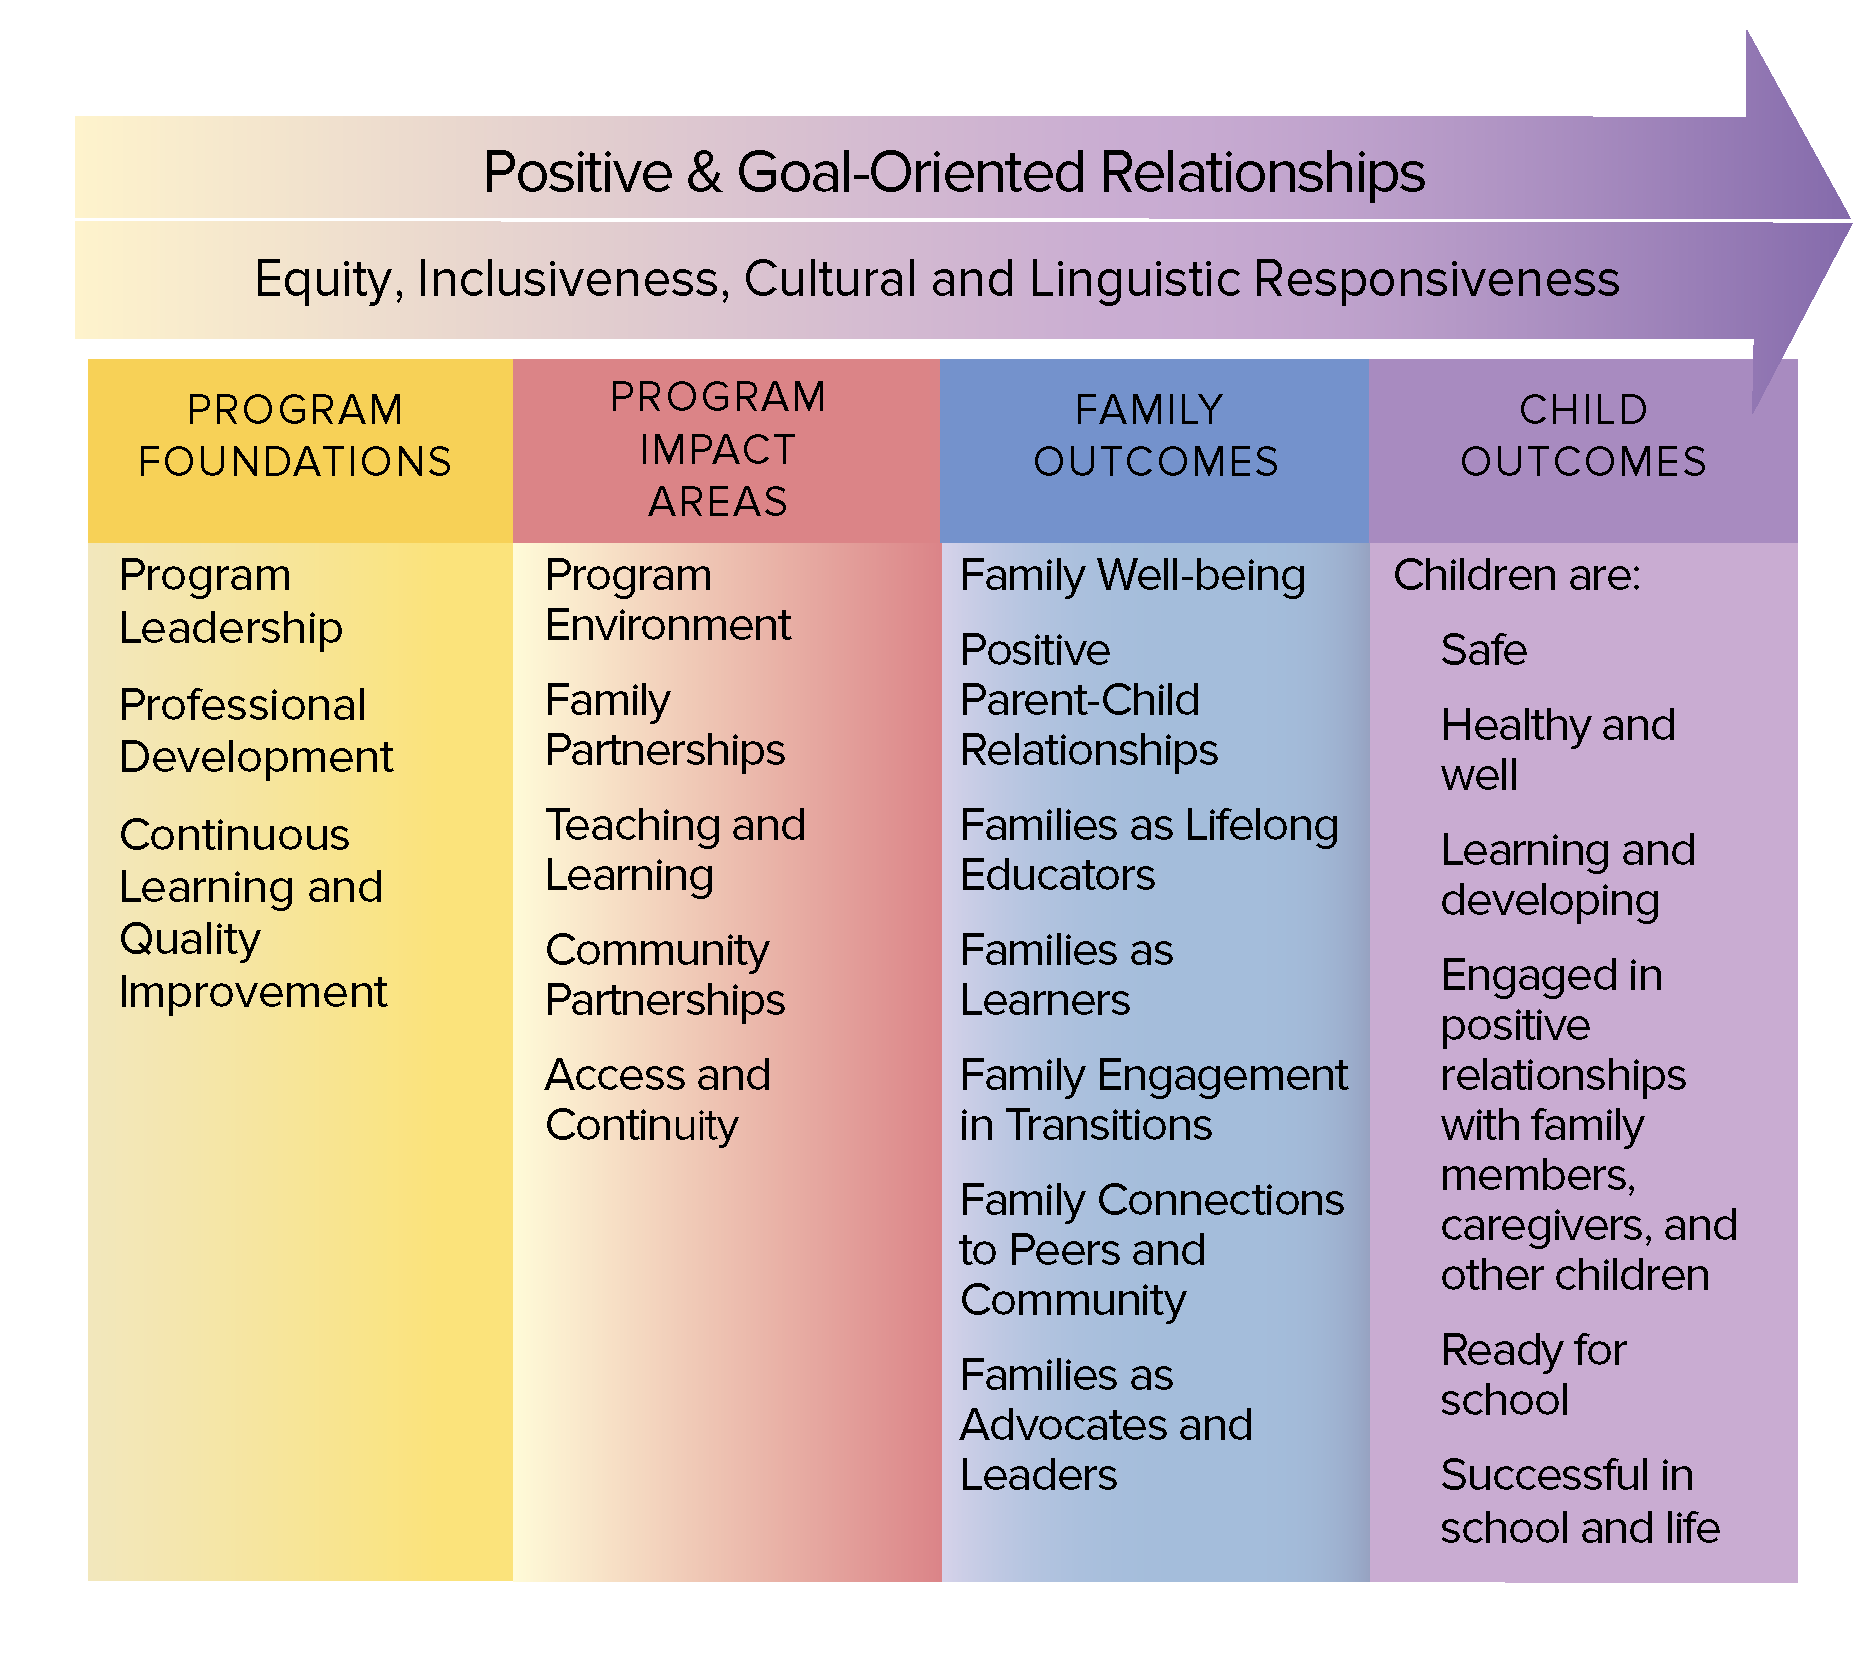 Positive & Goal-Oriented Relationships
Equity, Inclusiveness, Cultural and Linguistic Responsiveness
PROGRAM
FOUNDATIONS
Program
Leadership
Professional
Development
Continuous
Learning and
Quality
Improvement
PROGRAM
IMPACT
AREAS
Program
Environment
Family
Partnerships
Teaching and
Learning
Community
Partnerships
Access and
Continuity
FAMILY
OUTCOMES
Family Well-being
Positive
Parent-Child
Relationships
Families as Lifelong
Educators
Families as
Learners
Family Engagement
in Transitions
Family Connections
to Peers and
Community
Families as
Advocates and
Leaders
CHILD
OUTCOMES
Children are:
Safe
Healthy and
well
Learning and
developing
Engaged in
positive
relationships
with family
members,
caregivers, and
other children
Ready for
school
Successful in
school and life